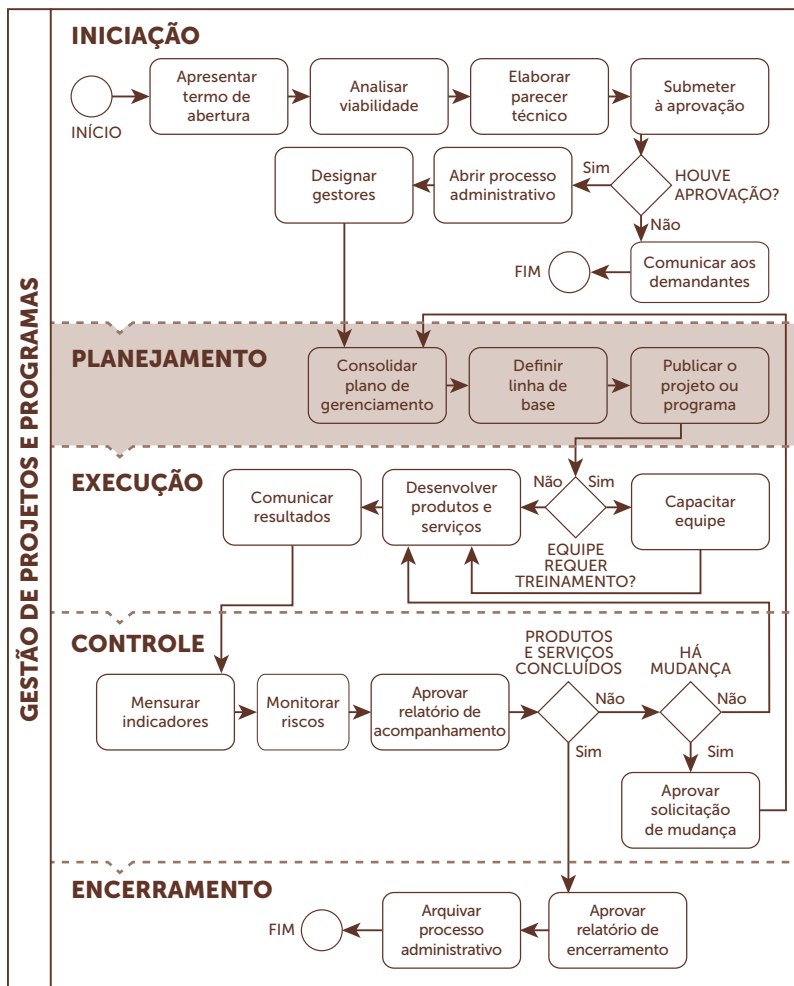 GESTÃO DE PROJETOS E PROGRAMAS
INICIAÇÃO
INÍCIO
Apresentar
termo de
abertura
Analisar
viabilidade
Elaborar
parecer
técnico
Submeter
à aprovação
HOUVE
APROVAÇÃO?
Sim
Abrir processo
administrativo
Designar
gestores
Não
Comunicar aos
demandantes
FIM
PLANEJAMENTO
Consolidar
plano de
gerenciamento
Definir
linha de
base
Publicar o
projeto ou
programa
EXECUÇÃO
Comunicar
resultados
Desenvolver
produtos e
serviços
Não
Sim
Capacitar
equipe
EQUIPE
REQUER
TREINAMENTO?
CONTROLE
Mensurar
indicadores
Monitorar
riscos
Aprovar
relatório de
acompanhamento
PRODUTOS
E SERVIÇOS
CONCLUÍDOS
Não
Sim
HÁ
MUDANÇA
Não
Sim
Aprovar
solicitação
de mudança
ENCERRAMENTO
FIM
Arquivar
processo
administrativo
Aprovar
relatório de
encerramento